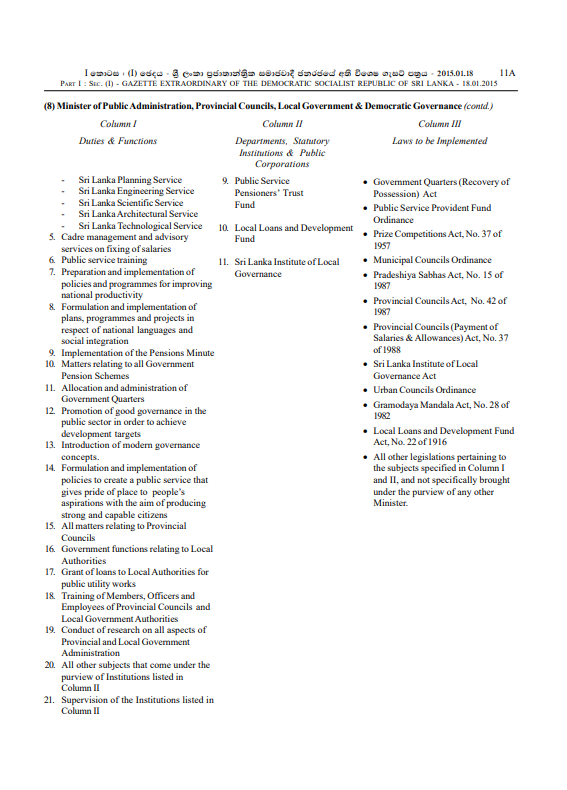 I කොටස : (I) ඡෙදය - ශ්‍රී ලංකා ප්‍රජාතාන්ත්‍රික සමාජවාදී ජනරජයේ අති විශෙෂ ගැසට් පත්‍රය - 2015.01.18 11A
PART I : SEC. (I) - GAZETTE EXTRAORDINARY OF THE DEMOCRATIC SOCIALIST REPUBLIC OF SRI LANKA - 18.01.2015
(8) Minister of Public Administration, Provincial Councils, Local Government & Democratic Governance (contd.)
Column I
Duties & Functions
- Sri Lanka Planning Service
- Sri Lanka Engineering Service
- Sri Lanka Scientific Service
- Sri Lanka Architectural Service
- Sri Lanka Technological Service
5. Cadre management and advisory
services on fixing of salaries
6. Public service training
7. Preparation and implementation of
policies and programmes for improving
national productivity
8. Formulation and implementation of
plans, programmes and projects in
respect of national languages and
social integration
9. Implementation of the Pensions Minute
10. Matters relating to all Government
Pension Schemes
11. Allocation and administration of
Government Quarters
12. Promotion of good governance in the
public sector in order to achieve
development targets
13. Introduction of modern governance
concepts.
14. Formulation and implementation of
policies to create a public service that
gives pride of place to people's
aspirations with the aim of producing
strong and capable citizens
15. All matters relating to Provincial
Councils
16. Government functions relating to Local
Authorities
17. Grant of loans to Local Authorities for
public utility works
18. Training of Members, Officers and
Employees of Provincial Councils and
Local Government Authorities
19. Conduct of research on all aspects of
Provincial and Local Government
Administration
20. All other subjects that come under the
purview of Institutions listed in
Column II
21. Supervision of the Institutions listed in
Column II
Column II
Departments, Statutory
Institutions & Public
Corporations
9. Public Service
Pensioners' Trust
Fund
10. Local Loans and Development
Fund
11. Sri Lanka Institute of Local
Governance
Column III
Laws to be Implemented
• Government Quarters (Recovery of
Possession) Act
• Public Service Provident Fund
Ordinance
• Prize Competitions Act, No. 37 of
1957
• Municipal Councils Ordinance
• Pradeshiya Sabhas Act, No. 15 of
1987
• Provincial Councils Act, No. 42 of
1987
• Provincial Councils (Payment of
Salaries & Allowances) Act, No. 37
of 1988
• Sri Lanka Institute of Local
Governance Act
• Urban Councils Ordinance
• Gramodaya Mandala Act, No. 28 of
1982
• Local Loans and Development Fund
Act, No. 22 of 1916
• All other legislations pertaining to
the subjects specified in Column I
and II, and not specifically brought
under the purview of any other
Minister.